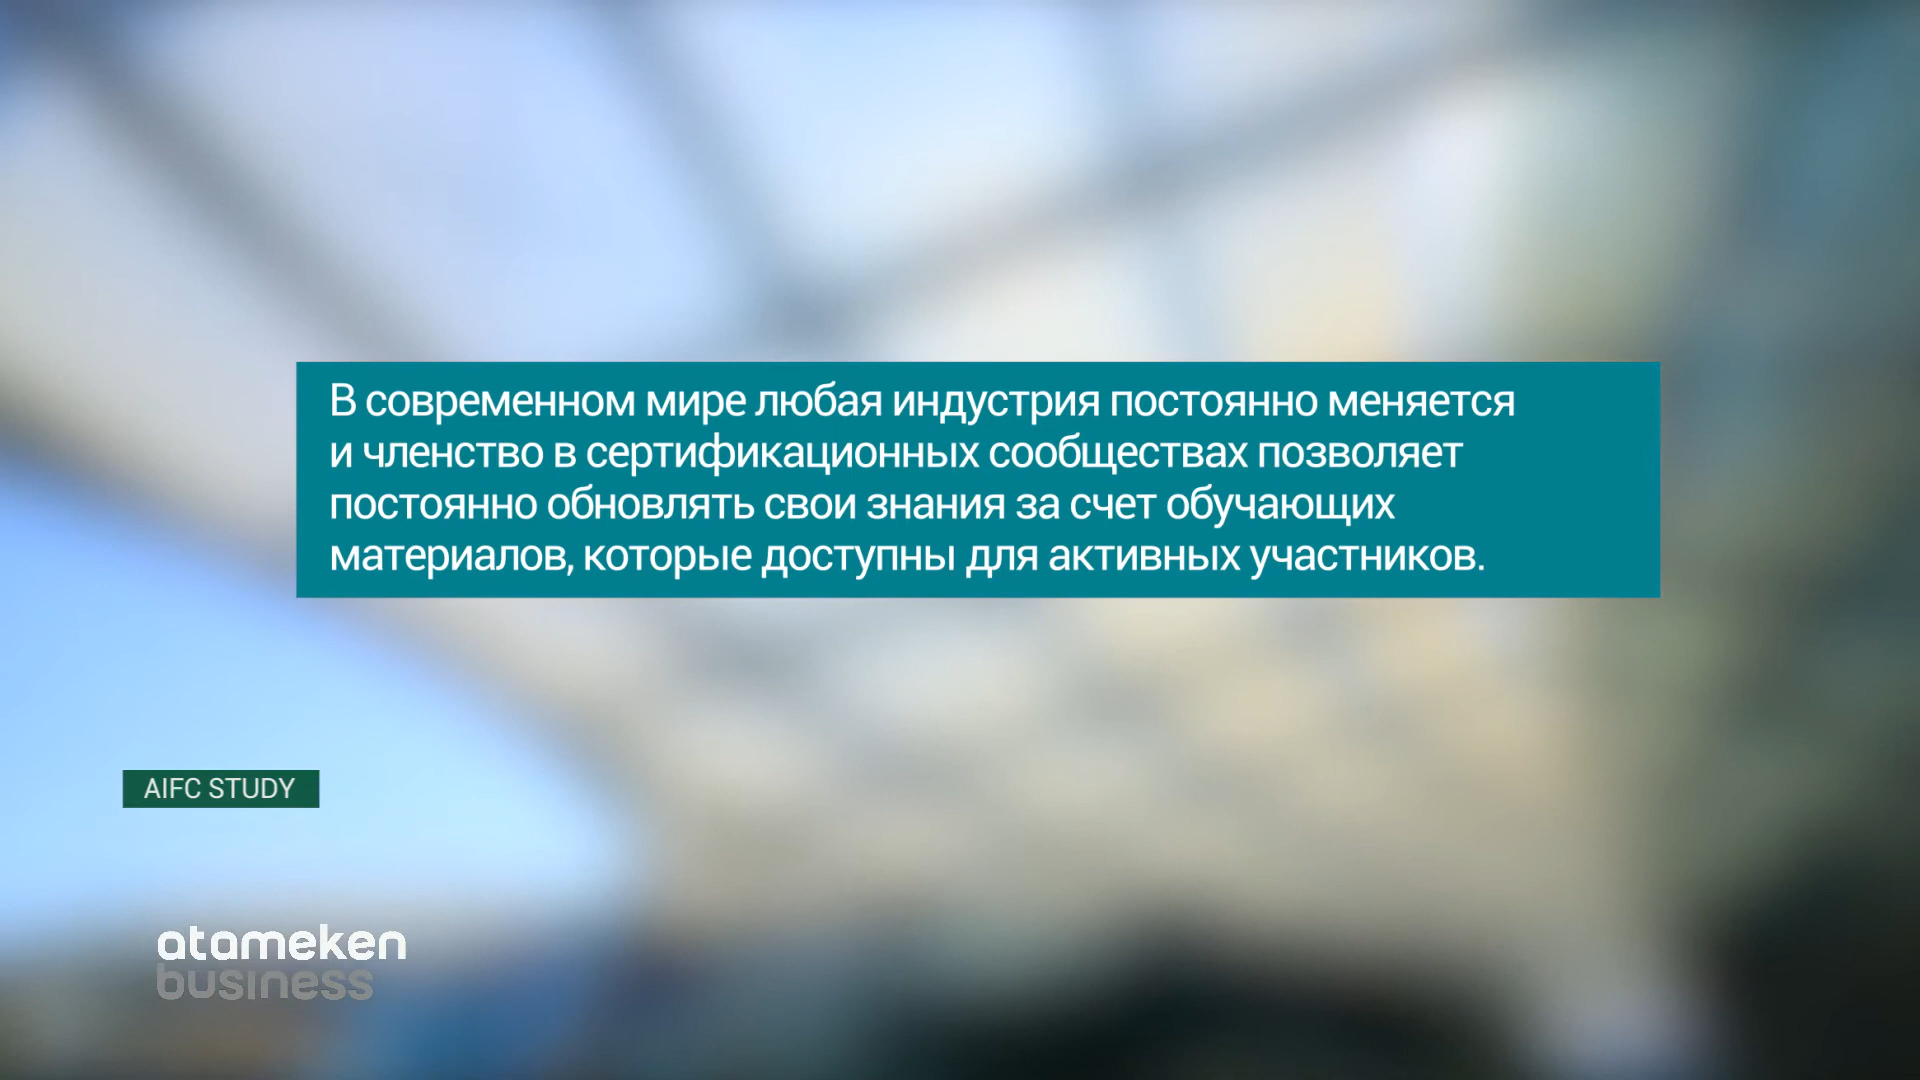 В современном мире любая индустрия постоянно меняется
и членство в сертификационных сообществах позволяет
постоянно обновлять свои знания за счет обучающих
материалов, которые доступны для активных участников.
AIFC STUDY
atameken
business